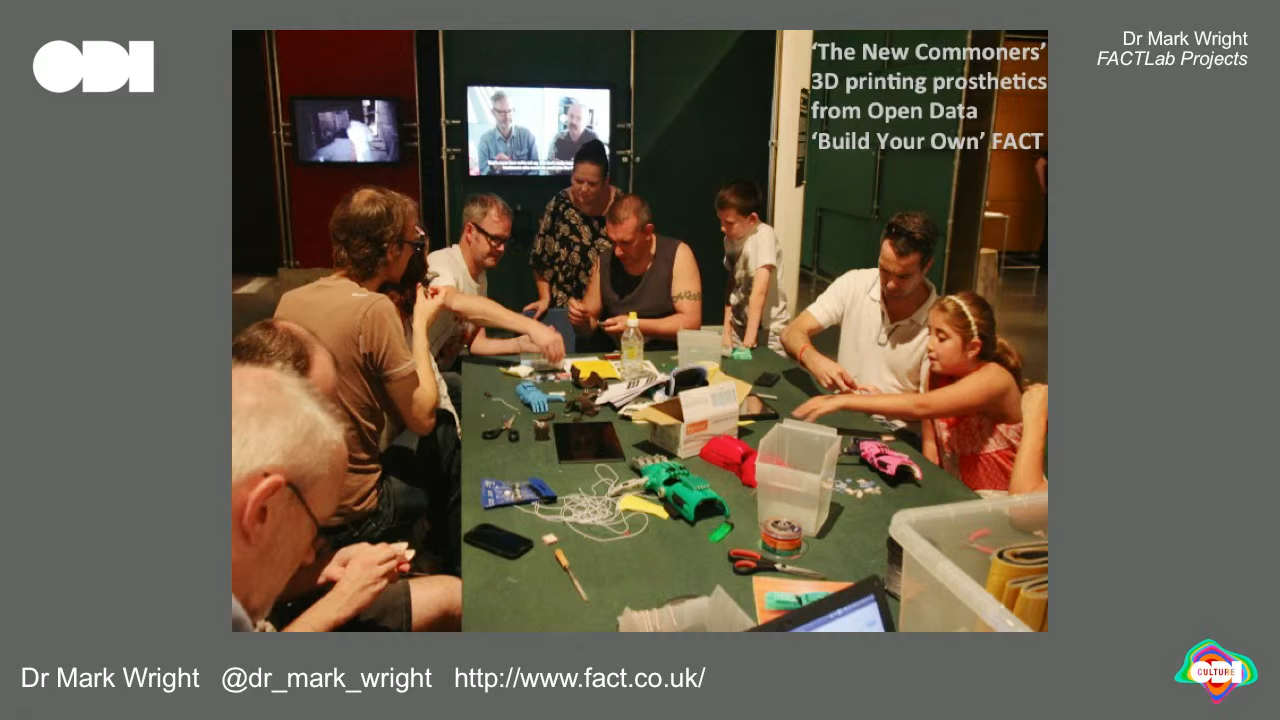 ODI
Dr Mark Wright
FACTLab Projects
‘The New Commoners’
3D printing prosthetics
from Open Data
‘Build Your Own’ FACT
Dr Mark Wright @dr_mark_wright http://www.fact.co.uk/
ODI
CULTURE